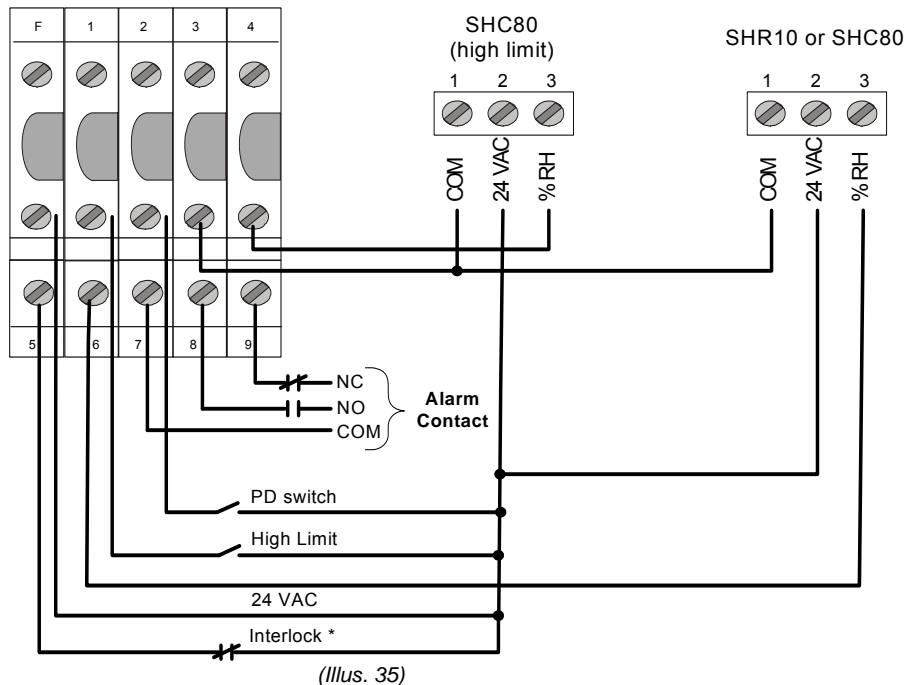 F 1 2 3 4
SHC80
(high limit)
1 2 3
COM
24 VAC
%RH
SHR10 or SHC80
1 2 3
COM
24 VAC
%RH
5 6 7 8 9
NC
NO
COM
Alarm
Contact
PD switch
High Limit
24 VAC
Interlock *
(Illus. 35)